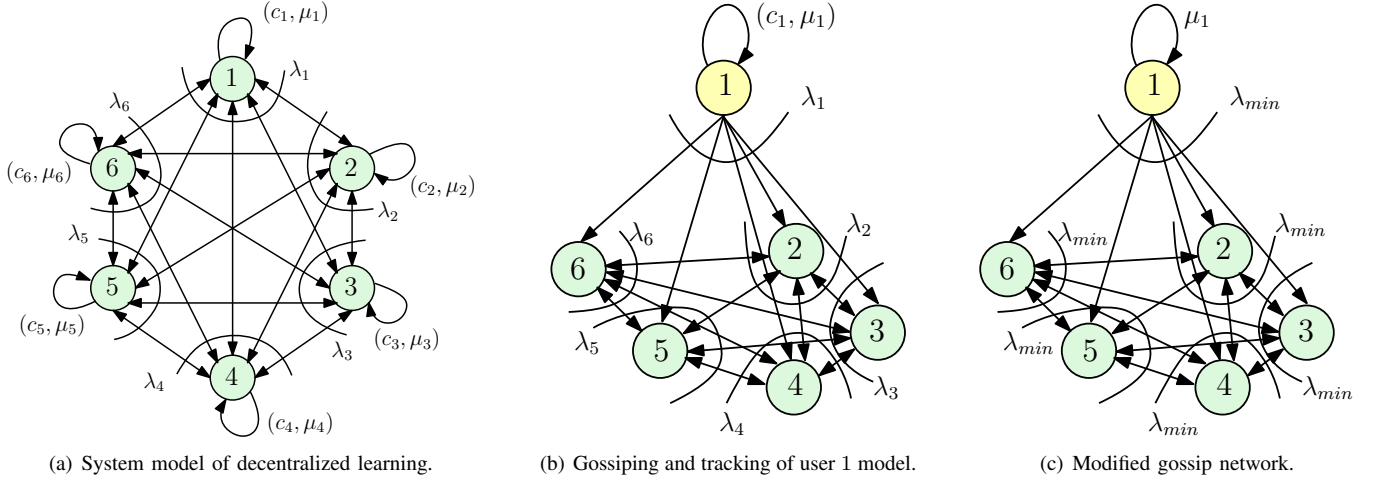 (c₁, μ₁)
1
λ₁
λ₆
6
2
(c₆, μ₆)
(c₂, μ₂)
λ₂
λ₅
5
3
(c₅, μ₅)
(c₃, μ₃)
λ₃
4
λ₄
(c₄, μ₄)
(a) System model of decentralized learning.
(c₁, μ₁)
1
λ₁
λ₆
λ₂
2
6
3
5
λ₅
4
λ₃
λ₄
(b) Gossiping and tracking of user 1 model.
μ₁
1
λₘᵢₙ
λₘᵢₙ
λₘᵢₙ
2
6
3
5
λₘᵢₙ
4
λₘᵢₙ
λₘᵢₙ
(c) Modified gossip network.